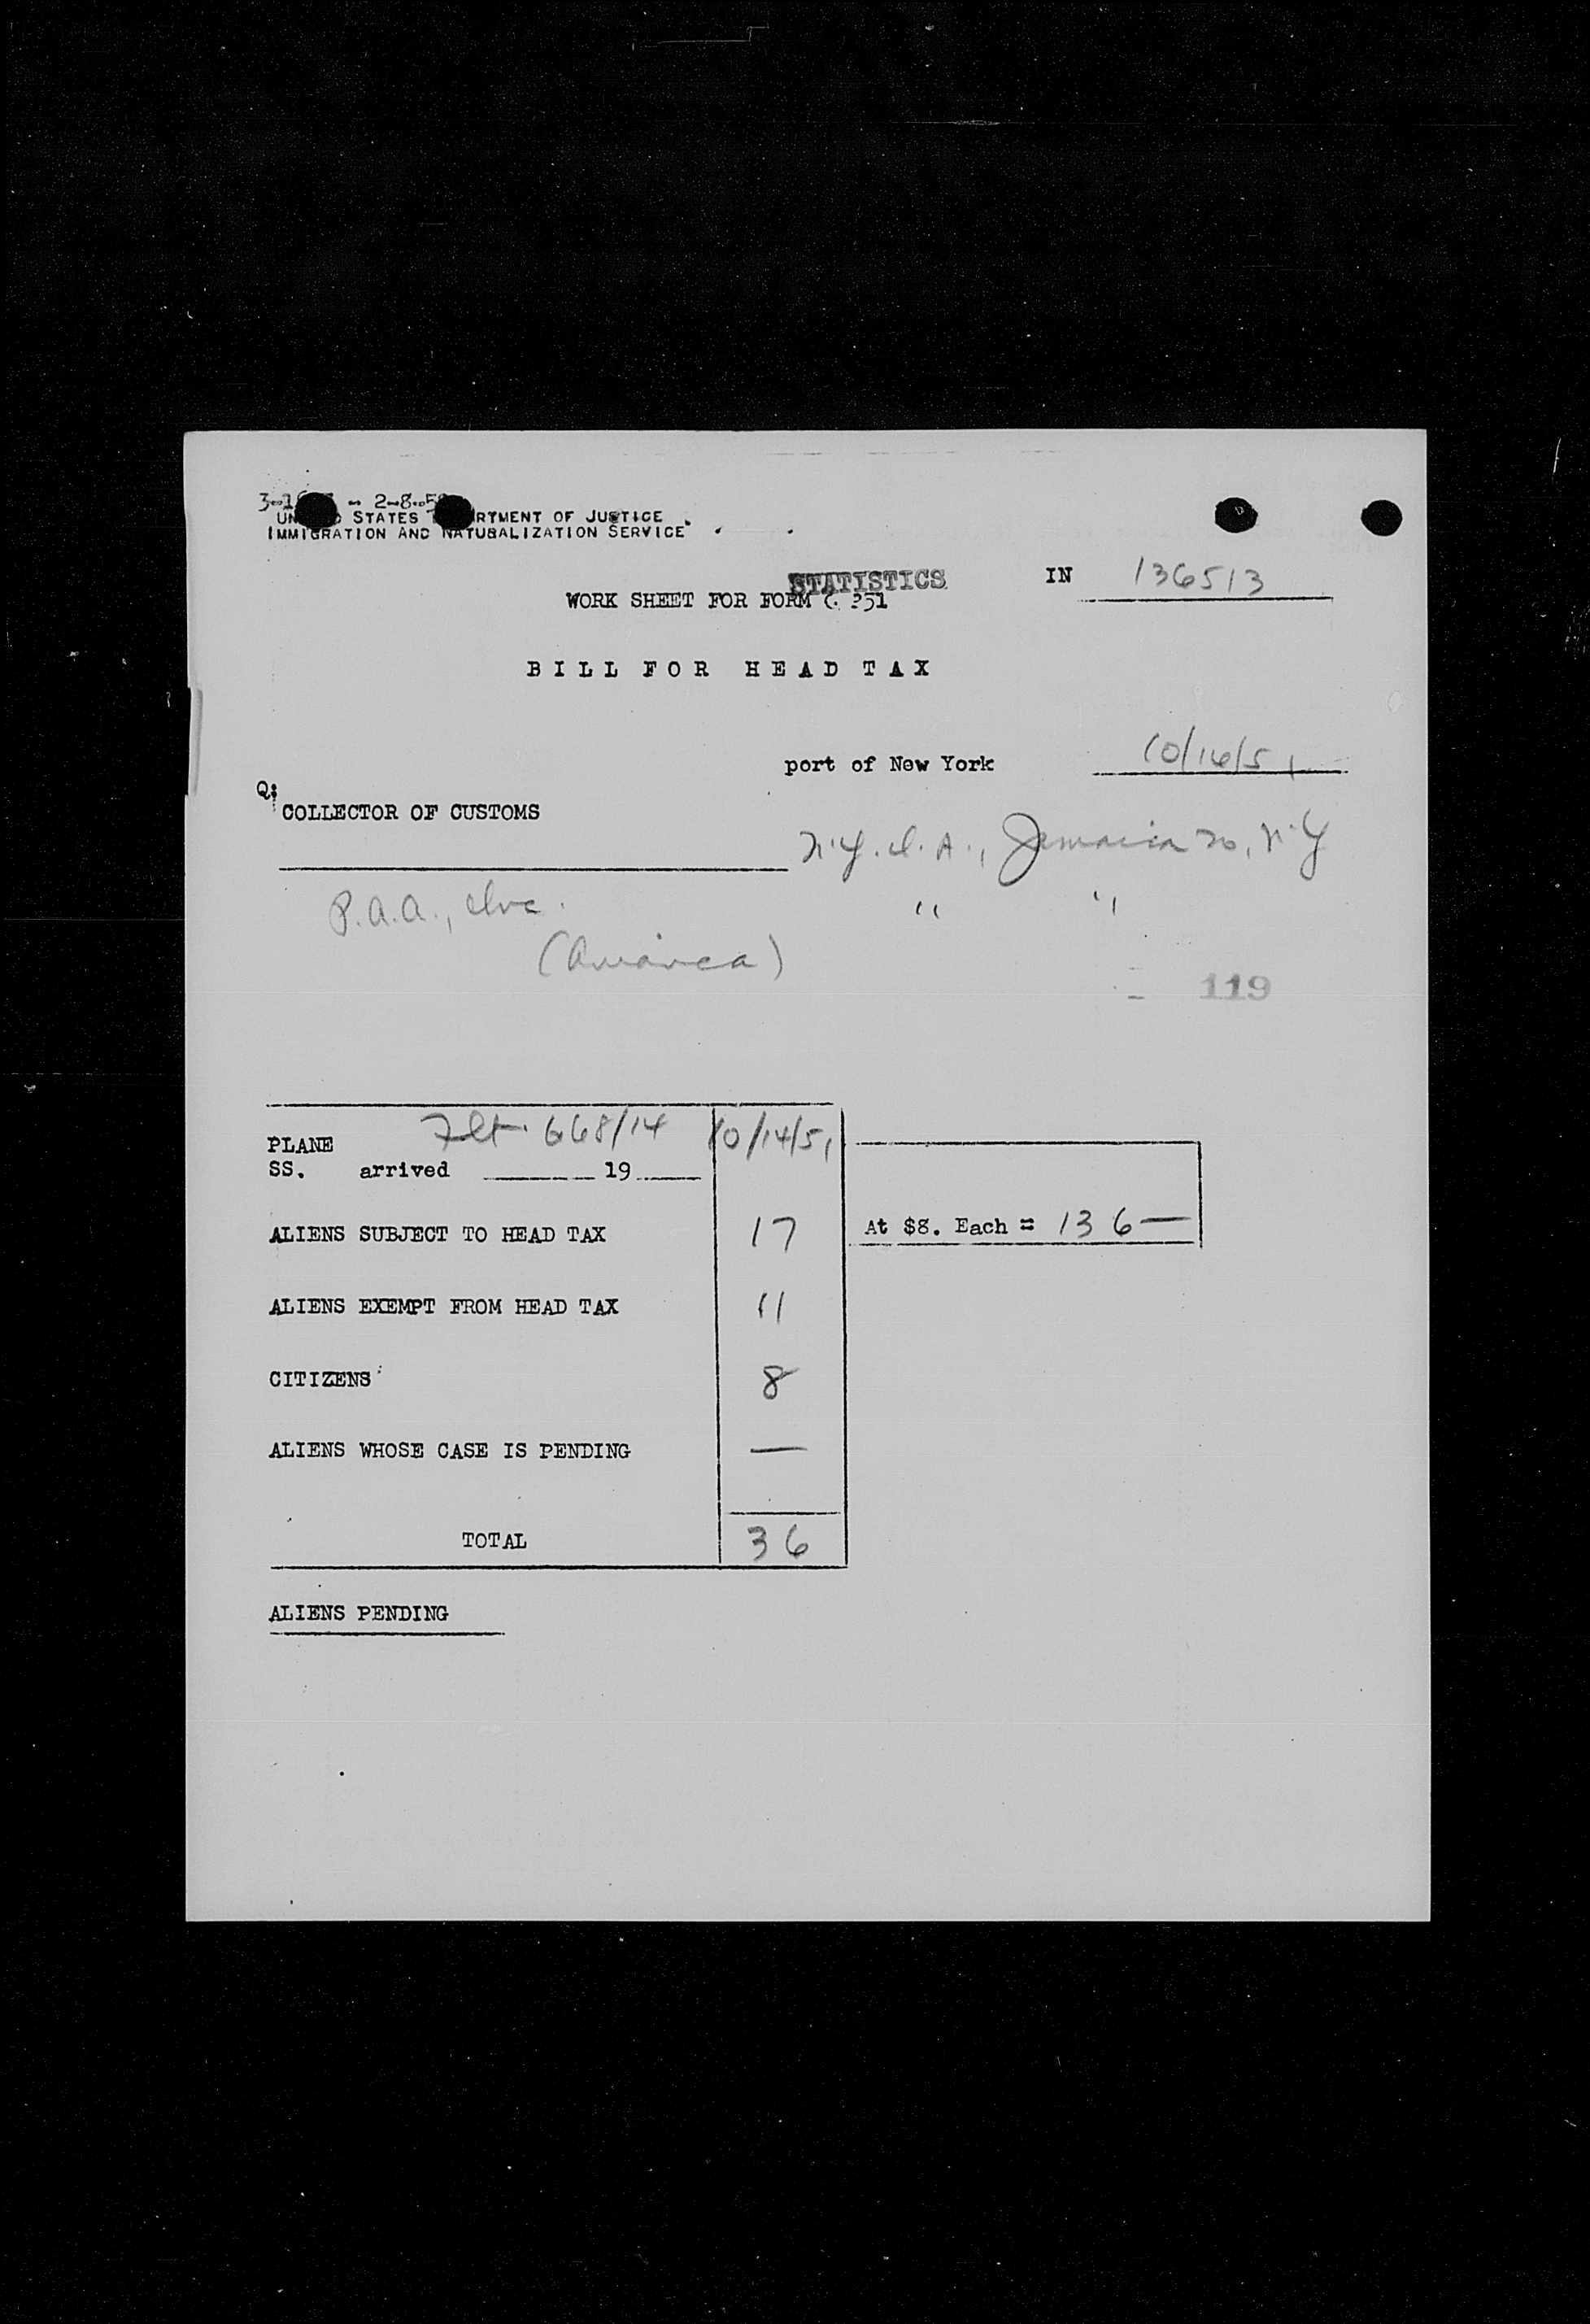 STATES
IMMIGRATION AND NATURALIZATION SERVICE
OF JUSTICE
STATISTICS
IN 136513
WORK SHEET FOR FORM
BILL FOR HEAD TAX
port of New York 10/16/51
COLLECTOR OF CUSTOMS
N.Y.I.A., Jamaica 30, N.Y
P.A.A., Inc. " "
119
Flt. 668/14 10/14/51
PLANE
SS. arrived 19
ALIENS SUBJECT TO HEAD TAX 17 At $8. Each = 136—
ALIENS EXEMPT FROM HEAD TAX 11
CITIZENS 8
ALIENS WHOSE CASE IS PENDING —
TOTAL 36
ALIENS PENDING